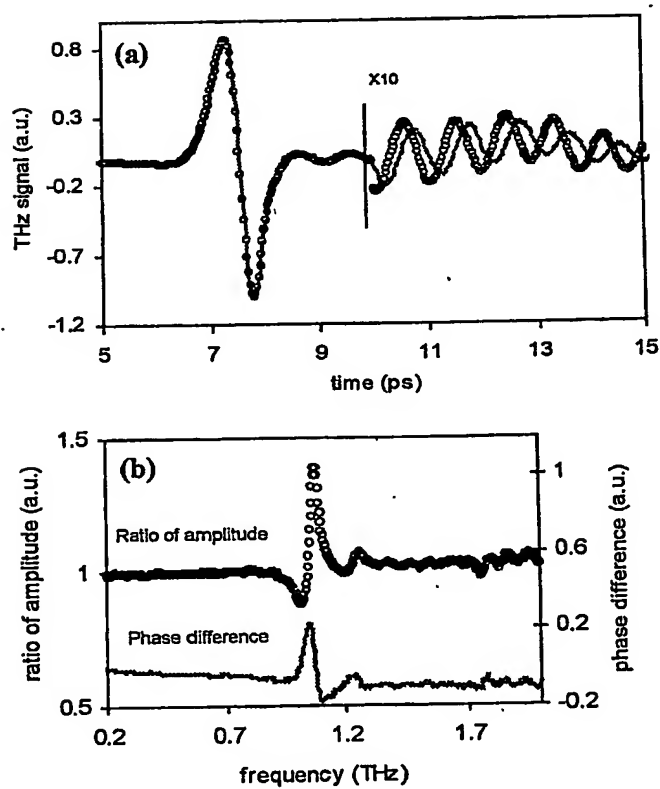 (a)
X10
THz signal (a.u.)
0.8
0.3
-0.2
-0.7
-1.2
5
7
9
11
13
15
time (ps)
(b)
ratio of amplitude (a.u.)
1.5
1
0.5
Ratio of amplitude
Phase difference
1
0.6
0.2
-0.2
phase difference (a.u.)
0.2
0.7
1.2
1.7
frequency (THz)